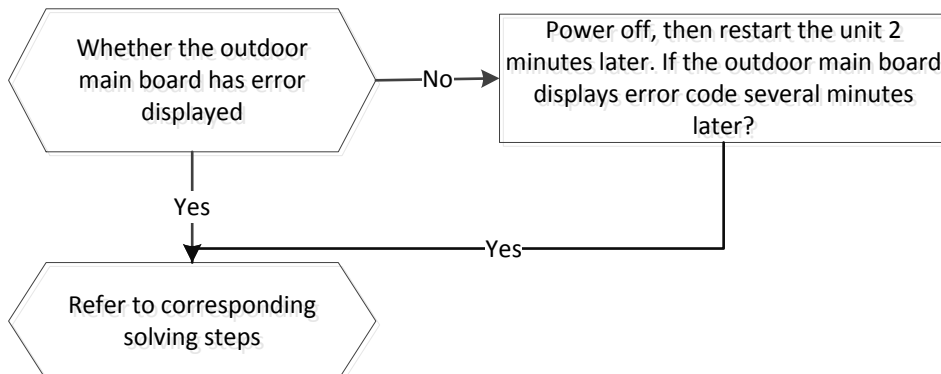 Whether the outdoor
main board has error
displayed
No
Power off, then restart the unit 2
minutes later. If the outdoor main board
displays error code several minutes
later?
Yes
Yes
Refer to corresponding
solving steps